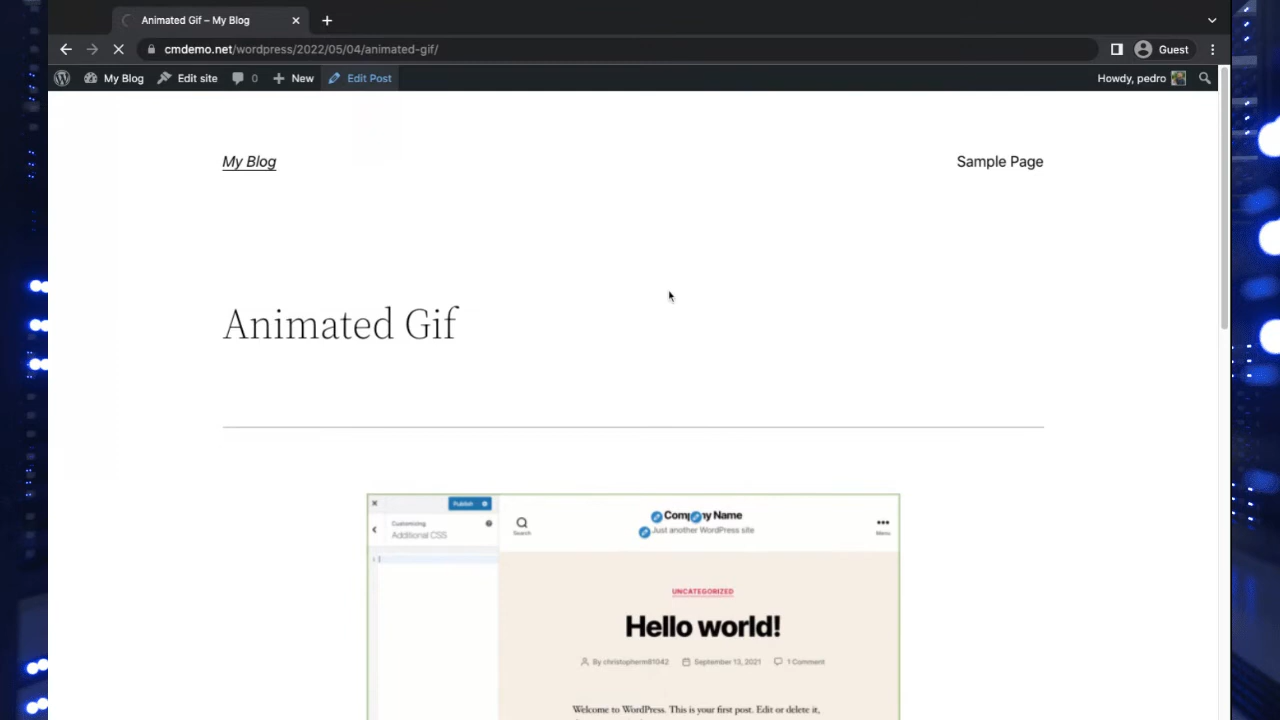 Animated Gif – My Blog
cmdemo.net/wordpress/2022/05/04/animated-gif/
Guest
My Blog
Edit site
0
New
Edit Post
Howdy, pedro
My Blog
Sample Page
Animated Gif
Publish
Customizing
Additional CSS
1
Search
Company Name
Just another WordPress site
Menu
UNCATEGORIZED
Hello world!
By christopherm81042
September 13, 2021
1 Comment
Welcome to WordPress. This is your first post. Edit or delete it,